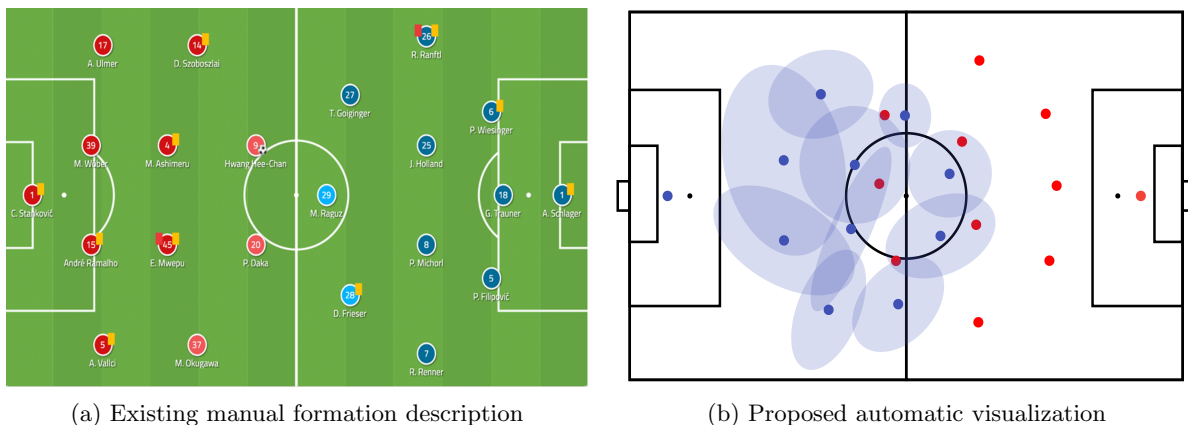 17
A. Ulmer
14
D. Szoboszlai
26
R. Ranftl
27
T. Goiginger
6
P. Wiesinger
39
M. Wöber
4
M. Ashimeru
9
Hwang Hee-Chan
25
J. Holland
1
C. Stanković
29
M. Raguz
18
G. Trauner
1
A. Schlager
15
André Ramalho
45
E. Mwepu
20
P. Daka
8
P. Michorl
5
P. Filipović
28
D. Frieser
5
A. Vallci
37
M. Okugawa
7
R. Renner
(a) Existing manual formation description
(b) Proposed automatic visualization